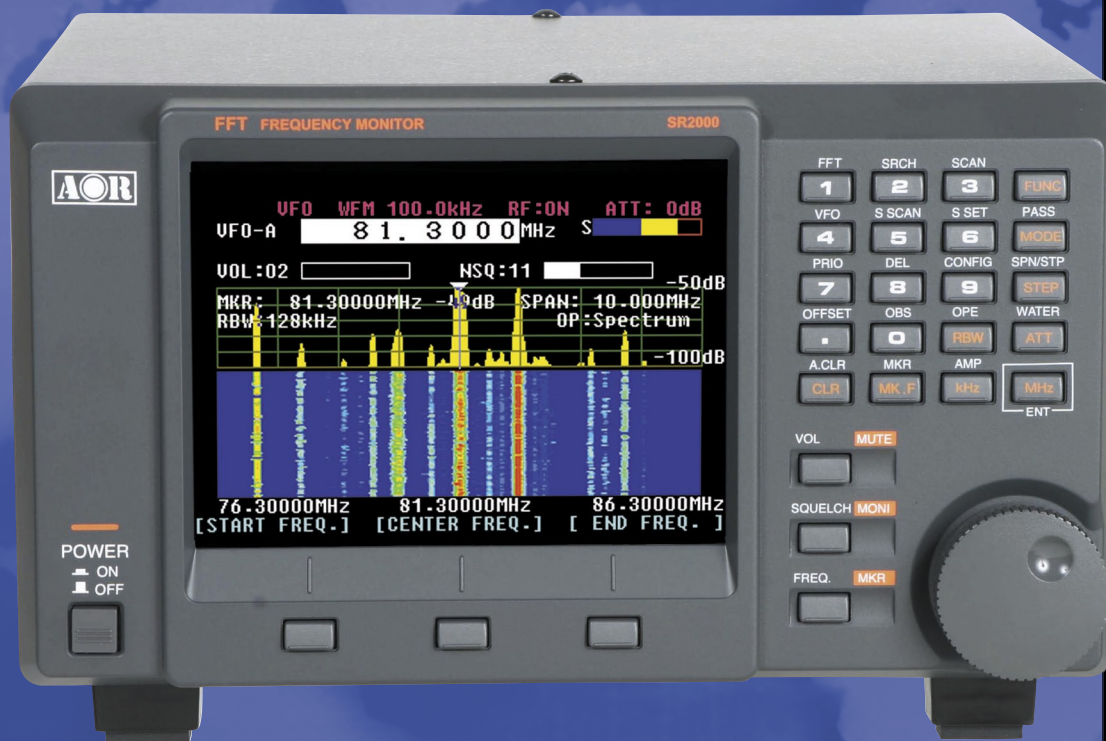 FFT FREQUENCY MONITOR SR2000
AOR
VFO WFM 100.0kHz RF:ON ATT: 0dB
VFO-A 81.3000MHz S
VOL:02 NSQ:11
-50dB
MKR: 81.30000MHz dB SPAN: 10.000MHz
RBW:128kHz OP:Spectrum
-100dB
76.30000MHz 81.30000MHz 86.30000MHz
[START FREQ.] [CENTER FREQ.] [ END FREQ. ]
POWER
ON
OFF
FFT SRCH SCAN
1 2 3 FUNC
VFO S SCAN S SET PASS
4 5 6 MODE
PRIO DEL CONFIG SPN/STP
7 8 9 STEP
OFFSET OBS OPE WATER
. 0 RBW ATT
A.CLR MKR AMP
CLR MK.F kHz MHz
ENT
VOL MUTE
SQUELCH MONI
FREQ. MKR